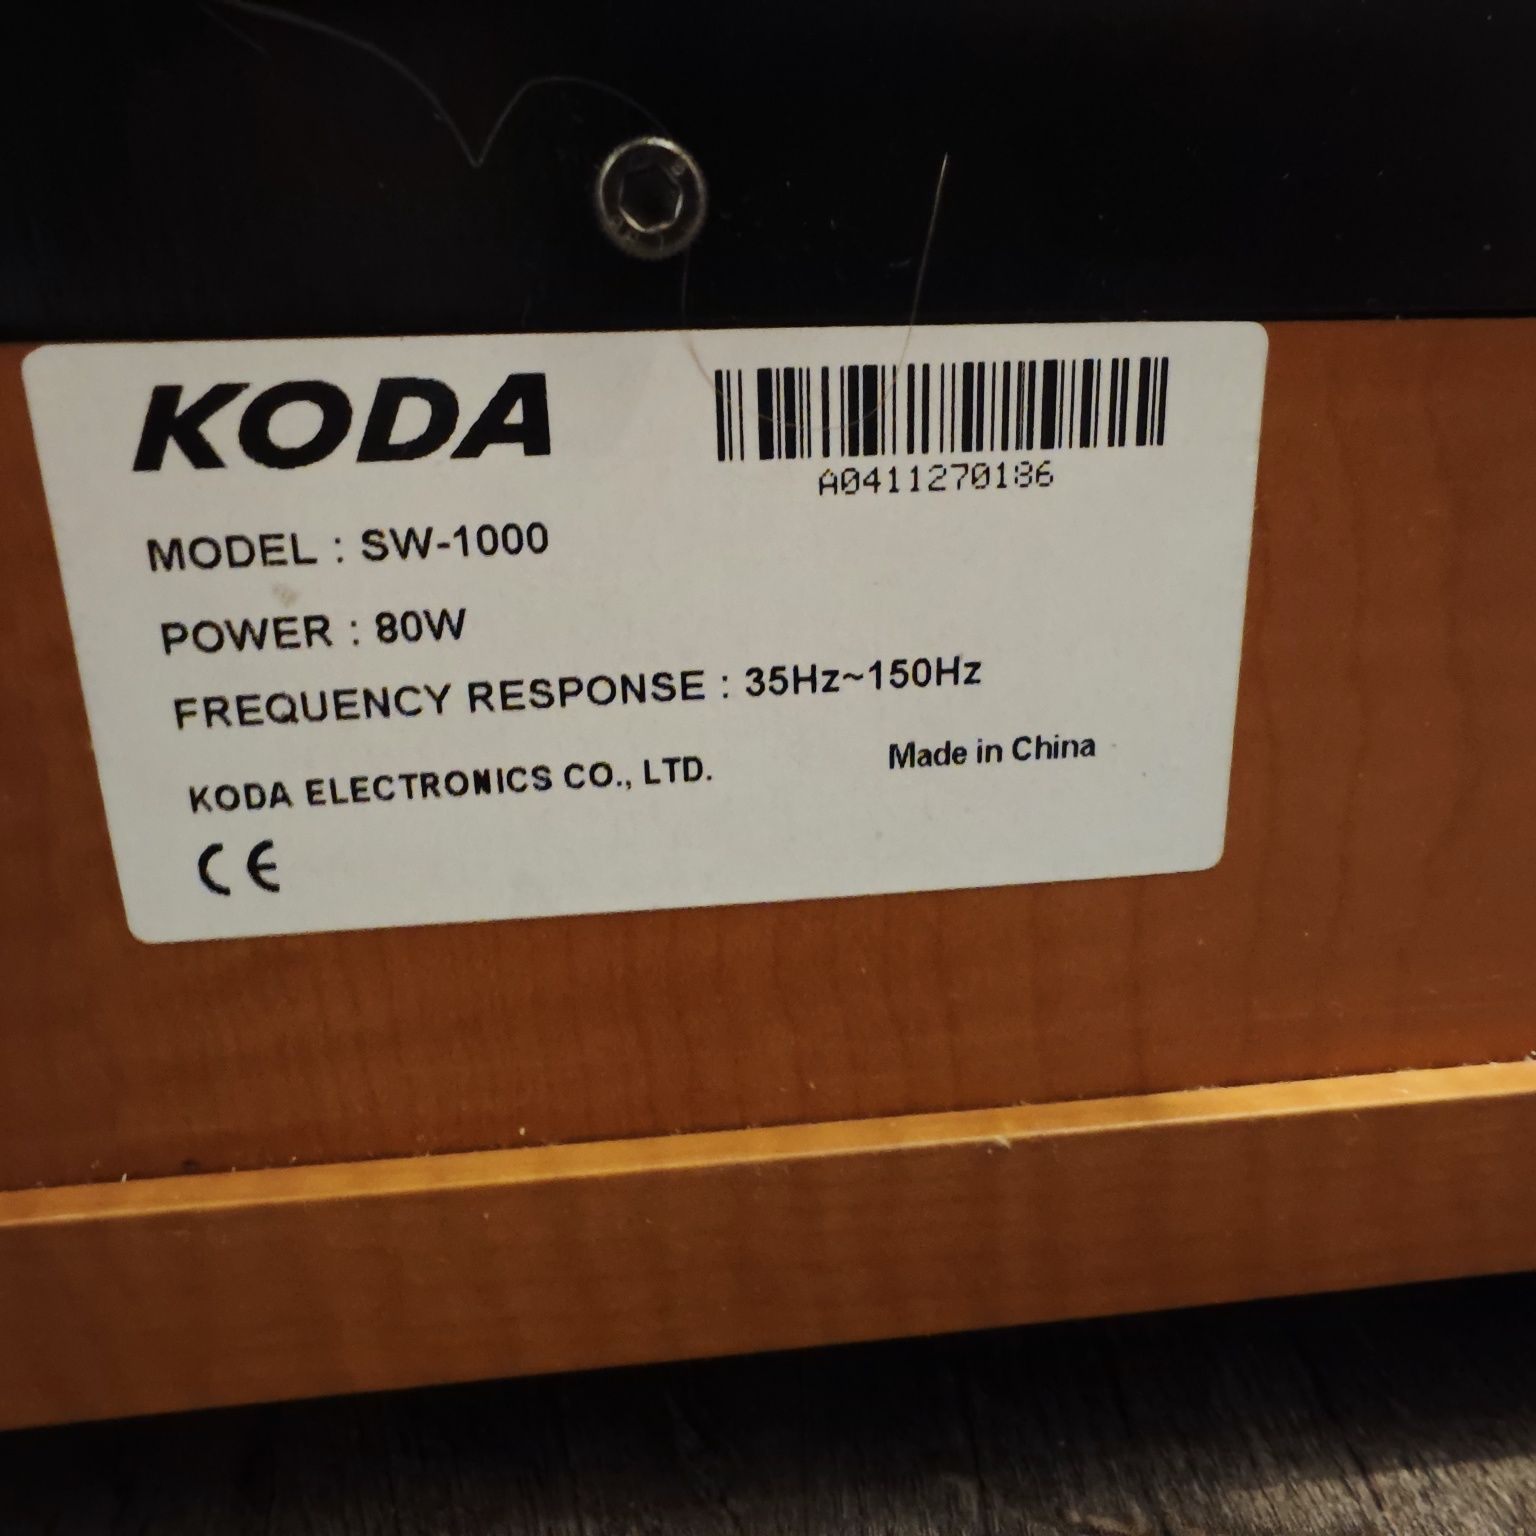 KODA
A0411270186
MODEL : SW-1000
POWER : 80W
FREQUENCY RESPONSE : 35Hz~150Hz
KODA ELECTRONICS CO., LTD.
Made in China
CE